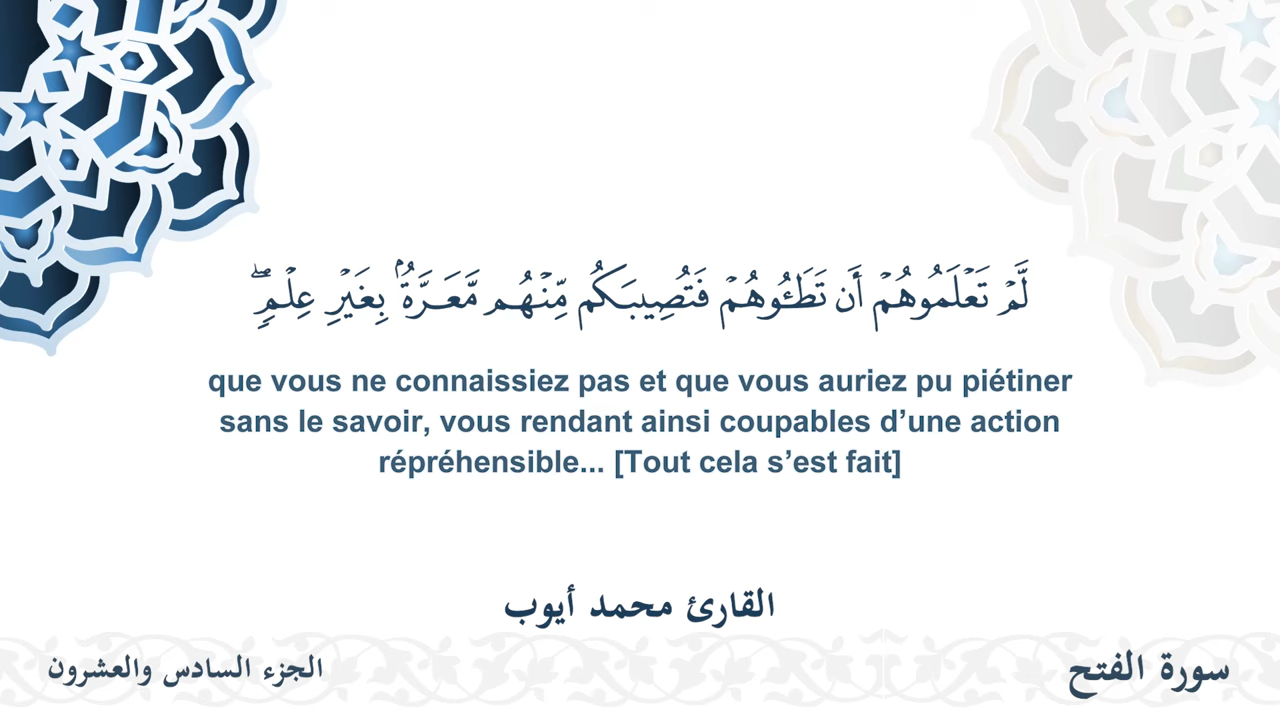 لَّمْ تَعْلَمُوهُمْ أَن تَطَـُٔوهُمْ فَتُصِيبَكُم مِّنْهُم مَّعَرَّةٌۢ بِغَيْرِ عِلْمٍۢ ۖ
que vous ne connaissiez pas et que vous auriez pu piétiner
sans le savoir, vous rendant ainsi coupables d’une action
répréhensible... [Tout cela s’est fait]
القارئ محمد أيوب
سورة الفتح
الجزء السادس والعشرون